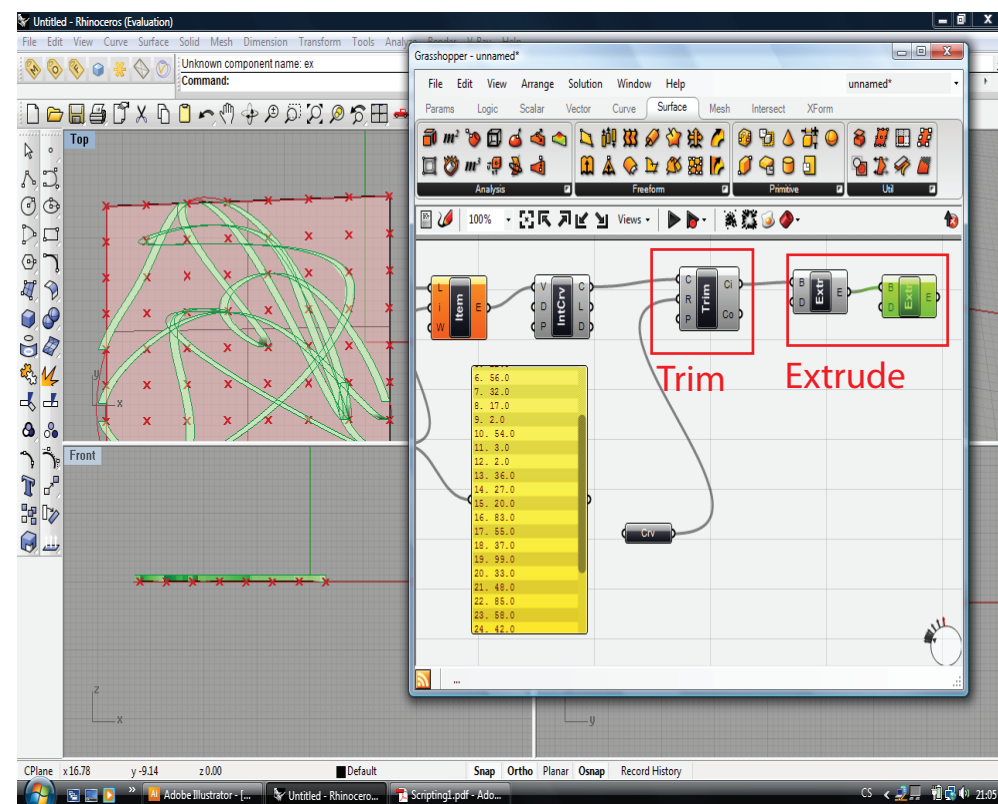 Untitled - Rhinoceros (Evaluation)
File Edit View Curve Surface Solid Mesh Dimension Transform Tools Analyze Render V-Ray Help
Unknown component name: ex
Command:
Top
y
x
Front
z
x
y
Grasshopper - unnamed*
File Edit View Arrange Solution Window Help unnamed*
Params Logic Scalar Vector Curve Surface Mesh Intersect XForm
Analysis Freeform Primitive Util
100% Views
L i W Item E
V D P IntCrv C L D
C R P Trim Ci Co
B D Extr E
B D Extr E
Trim Extrude
6. 56.0
7. 32.0
8. 17.0
9. 2.0
10. 54.0
11. 3.0
12. 2.0
13. 36.0
14. 27.0
15. 20.0
16. 83.0
17. 55.0
18. 37.0
19. 99.0
20. 33.0
21. 48.0
22. 85.0
23. 58.0
24. 42.0
Crv
...
CPlane x 16.78 y -9.14 z 0.00 Default Snap Ortho Planar Osnap Record History
Adobe Illustrator - [... Untitled - Rhinocero... Scripting1.pdf - Ado... CS 21:05